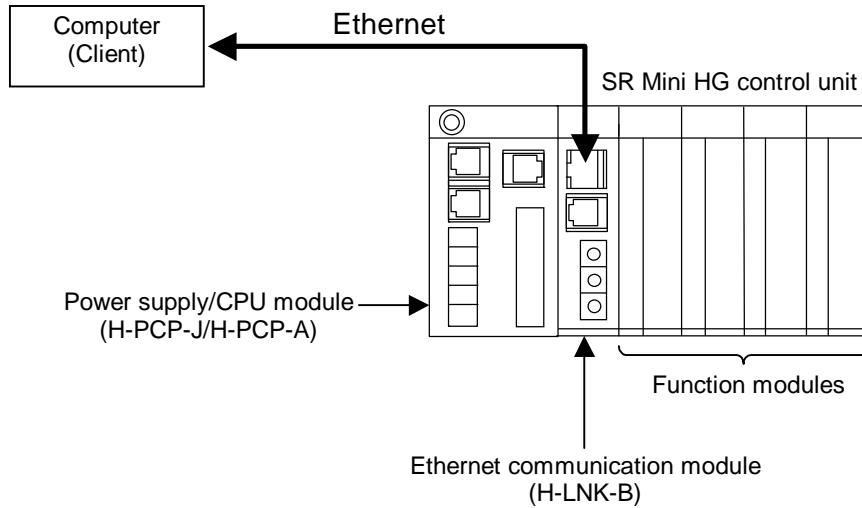 Computer
(Client)
Ethernet
SR Mini HG control unit
Power supply/CPU module
(H-PCP-J/H-PCP-A)
Function modules
Ethernet communication module
(H-LNK-B)